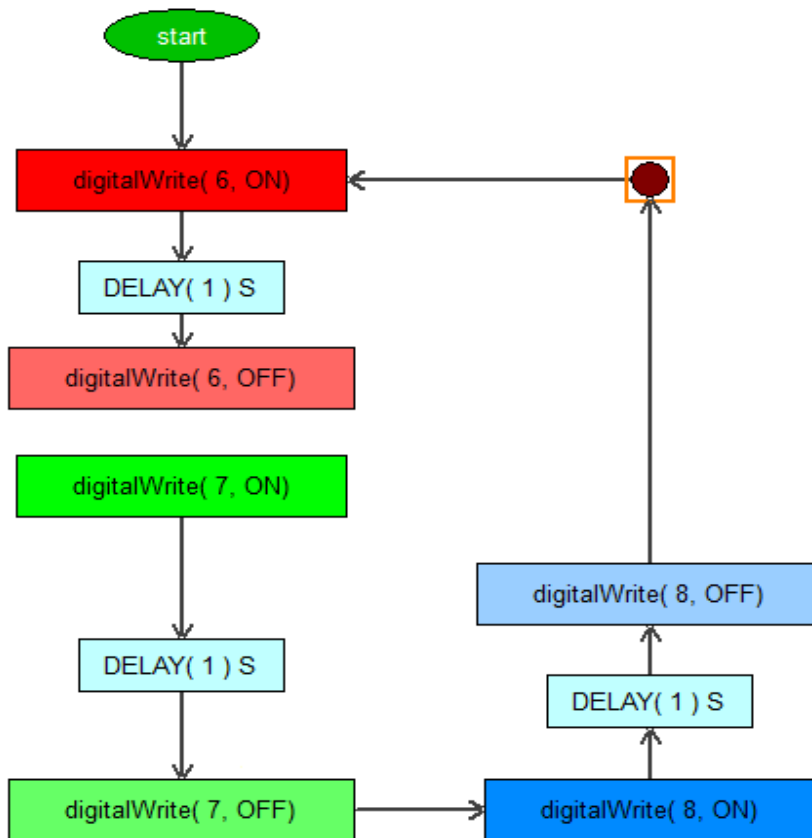 start
digitalWrite( 6, ON)
DELAY( 1 ) S
digitalWrite( 6, OFF)
digitalWrite( 7, ON)
DELAY( 1 ) S
digitalWrite( 7, OFF)
digitalWrite( 8, ON)
DELAY( 1 ) S
digitalWrite( 8, OFF)